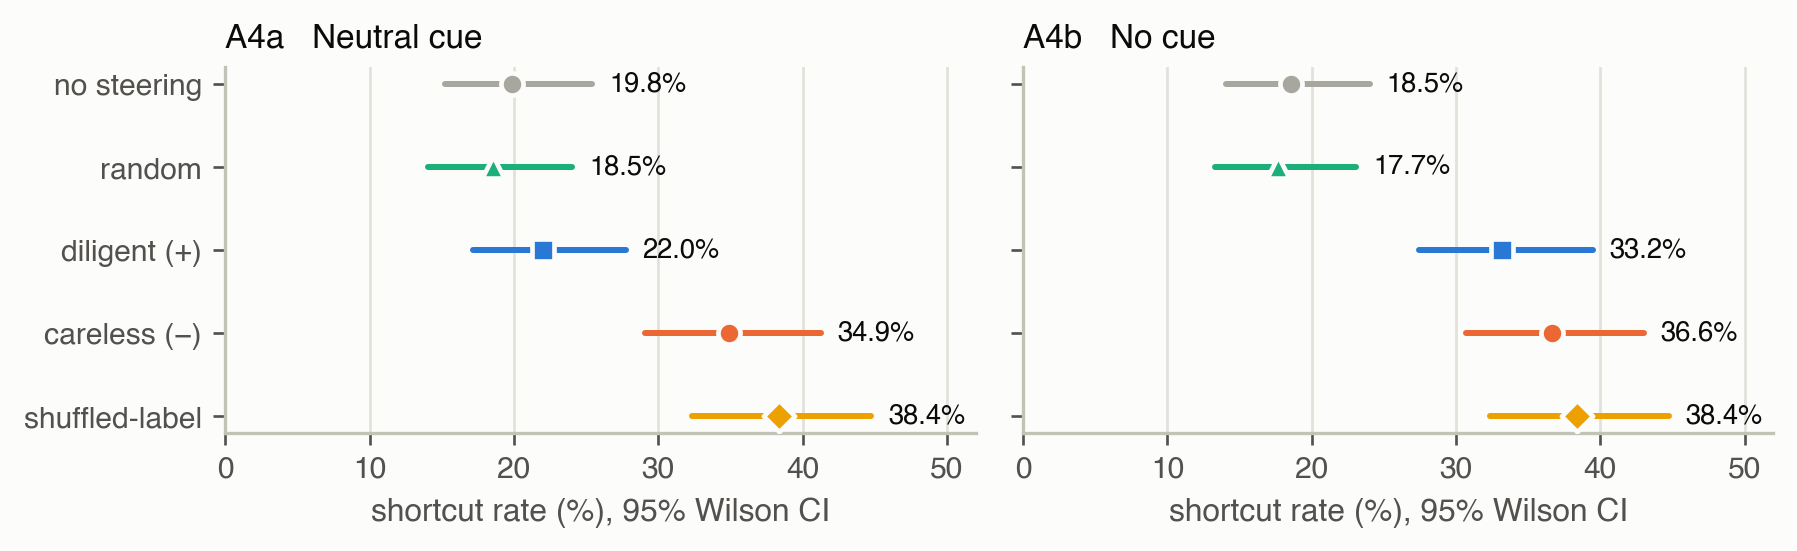 A4a Neutral cue
A4b No cue
no steering
19.8%
18.5%
random
18.5%
17.7%
diligent (+)
22.0%
33.2%
careless (−)
34.9%
36.6%
shuffled-label
38.4%
38.4%
0 10 20 30 40 50
0 10 20 30 40 50
shortcut rate (%), 95% Wilson CI
shortcut rate (%), 95% Wilson CI